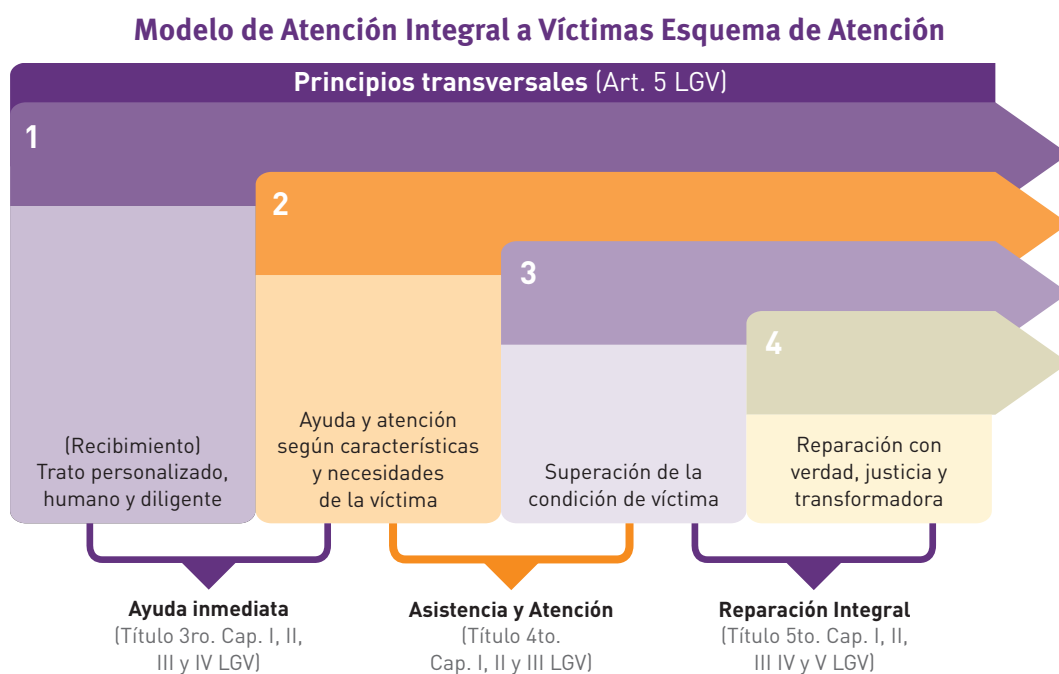 Modelo de Atención Integral a Víctimas Esquema de Atención
Principios transversales (Art. 5 LGV)
1
(Recibimiento)
Trato personalizado,
humano y diligente
2
Ayuda y atención
según características
y necesidades
de la víctima
3
Superación de la
condición de víctima
4
Reparación con
verdad, justicia y
transformadora
Ayuda inmediata
(Título 3ro. Cap. I, II,
III y IV LGV)
Asistencia y Atención
(Título 4to.
Cap. I, II y III LGV)
Reparación Integral
(Título 5to. Cap. I, II,
III IV y V LGV)